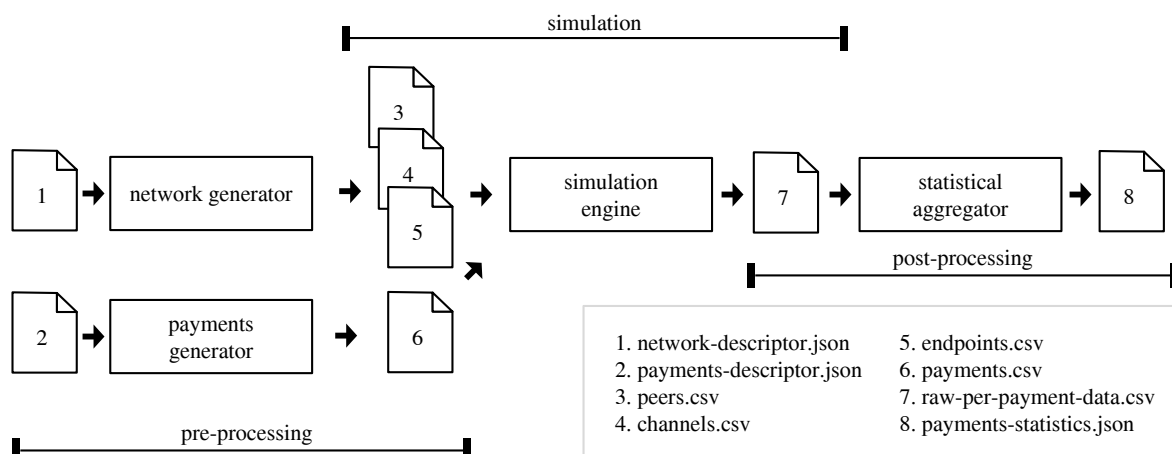 simulation
3
4
5
1
network generator
simulation
engine
7
statistical
aggregator
8
post-processing
2
payments
generator
6
1. network-descriptor.json
2. payments-descriptor.json
3. peers.csv
4. channels.csv
5. endpoints.csv
6. payments.csv
7. raw-per-payment-data.csv
8. payments-statistics.json
pre-processing